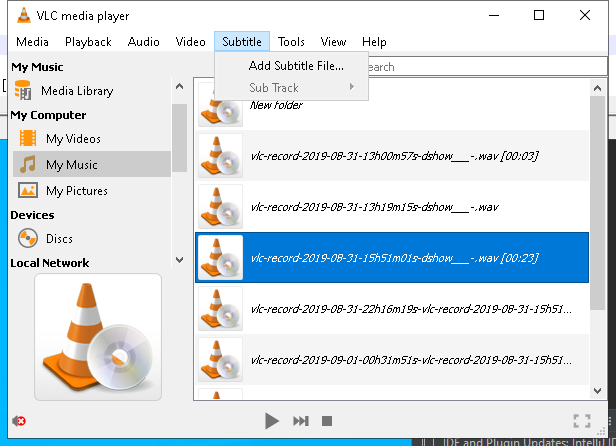 VLC media player
Media Playback Audio Video Subtitle Tools View Help
Add Subtitle File...
Sub Track
My Music
Media Library
My Computer
My Videos
My Music
My Pictures
Devices
Discs
Local Network
earch
New folder
vlc-record-2019-08-31-13h00m57s-dshow___-,wav [00:03]
vlc-record-2019-08-31-13h19m15s-dshow___-,wav
vlc-record-2019-08-31-15h51m01s-dshow___-,wav [00:23]
vlc-record-2019-08-31-22h16m19s-vlc-record-2019-08-31-15h51...
vlc-record-2019-09-01-00h31m51s-vlc-record-2019-08-31-15h51...
IDE and Plugin Updates: Intelli